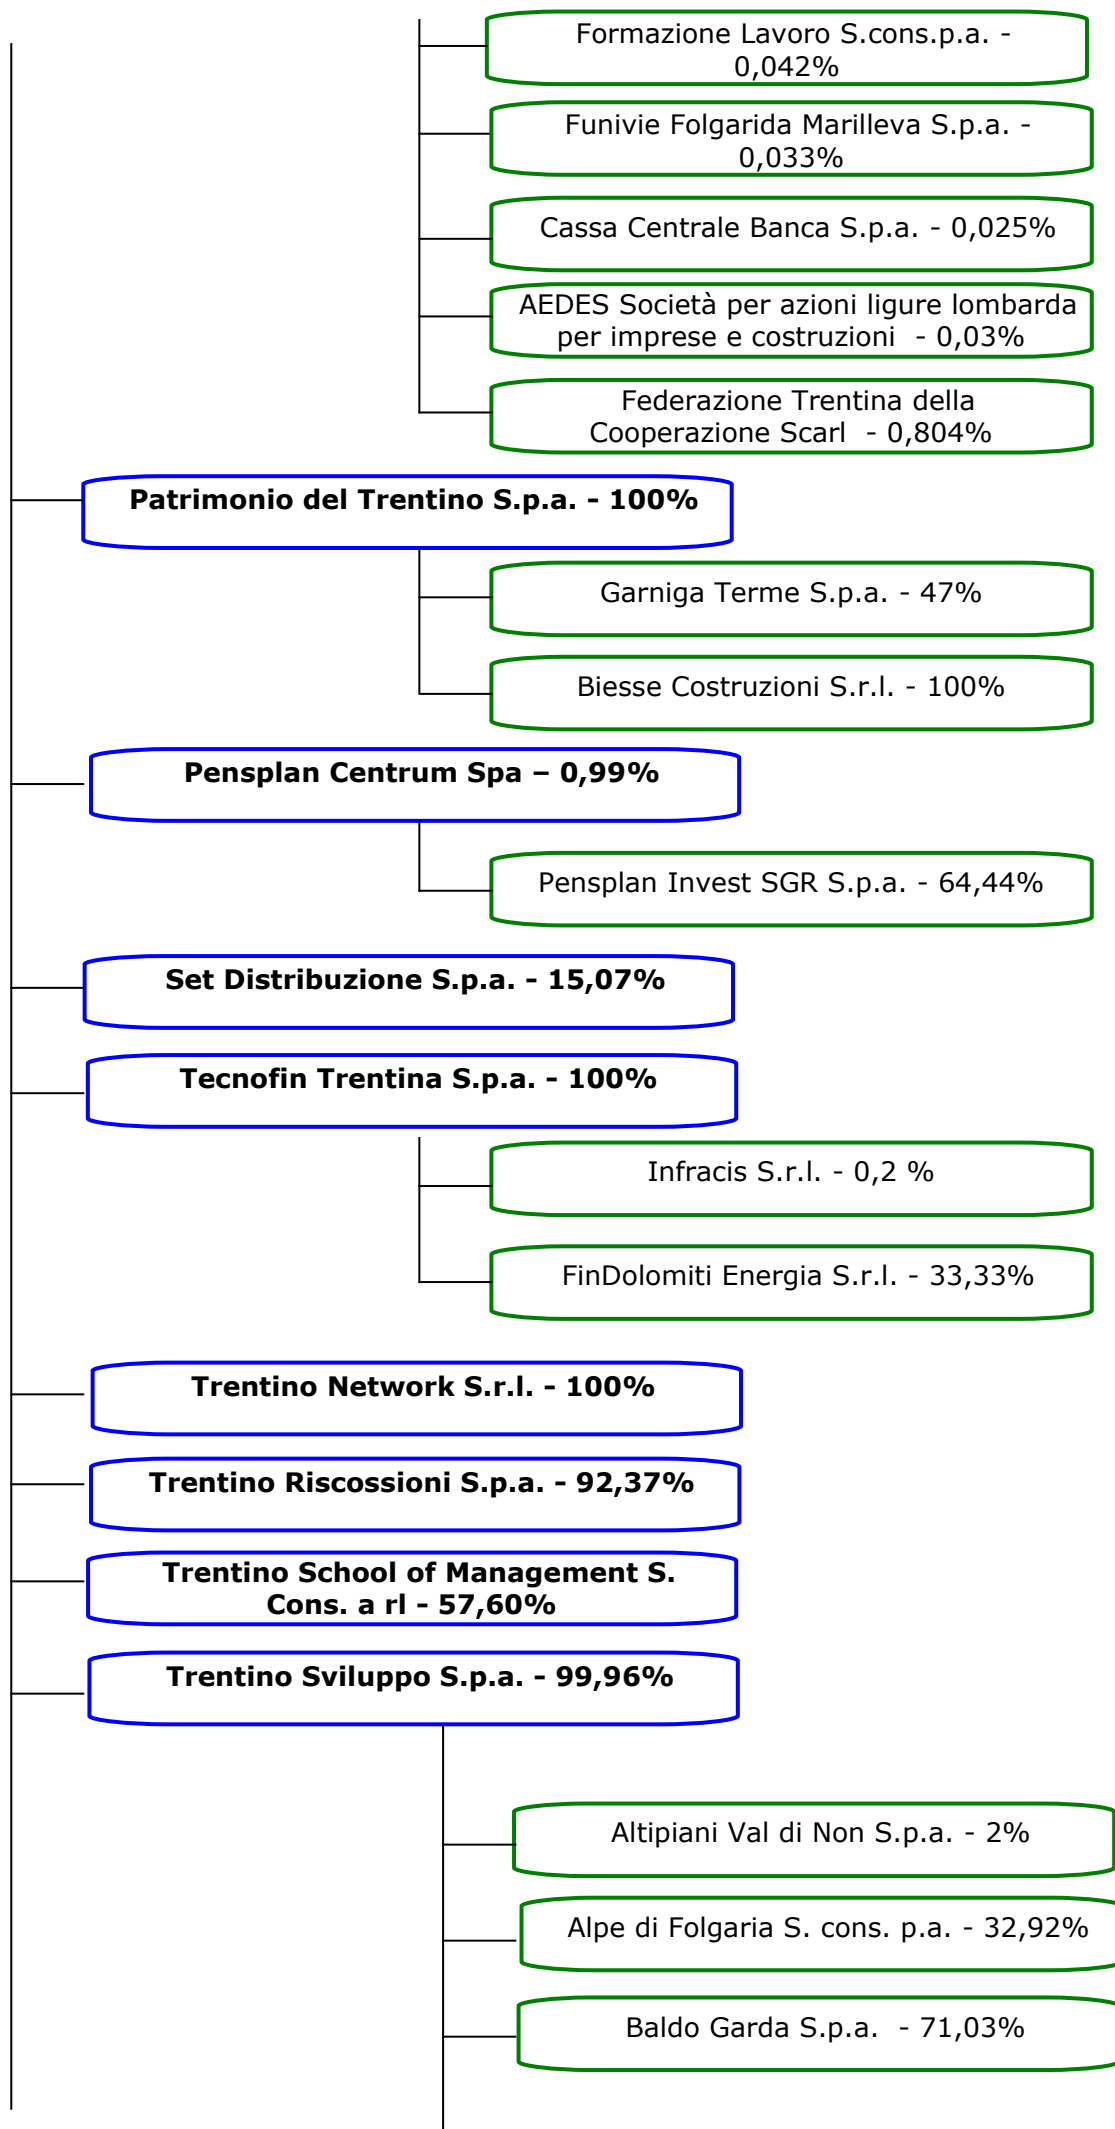 Formazione Lavoro S.cons.p.a. -
0,042%
Funivie Folgarida Marilleva S.p.a. -
0,033%
Cassa Centrale Banca S.p.a. - 0,025%
AEDES Società per azioni ligure lombarda
per imprese e costruzioni - 0,03%
Federazione Trentina della
Cooperazione Scarl - 0,804%
Patrimonio del Trentino S.p.a. - 100%
Garniga Terme S.p.a. - 47%
Biesse Costruzioni S.r.l. - 100%
Pensplan Centrum Spa – 0,99%
Pensplan Invest SGR S.p.a. - 64,44%
Set Distribuzione S.p.a. - 15,07%
Tecnofin Trentina S.p.a. - 100%
Infracis S.r.l. - 0,2 %
FinDolomiti Energia S.r.l. - 33,33%
Trentino Network S.r.l. - 100%
Trentino Riscossioni S.p.a. - 92,37%
Trentino School of Management S.
Cons. a rl - 57,60%
Trentino Sviluppo S.p.a. - 99,96%
Altipiani Val di Non S.p.a. - 2%
Alpe di Folgaria S. cons. p.a. - 32,92%
Baldo Garda S.p.a. - 71,03%